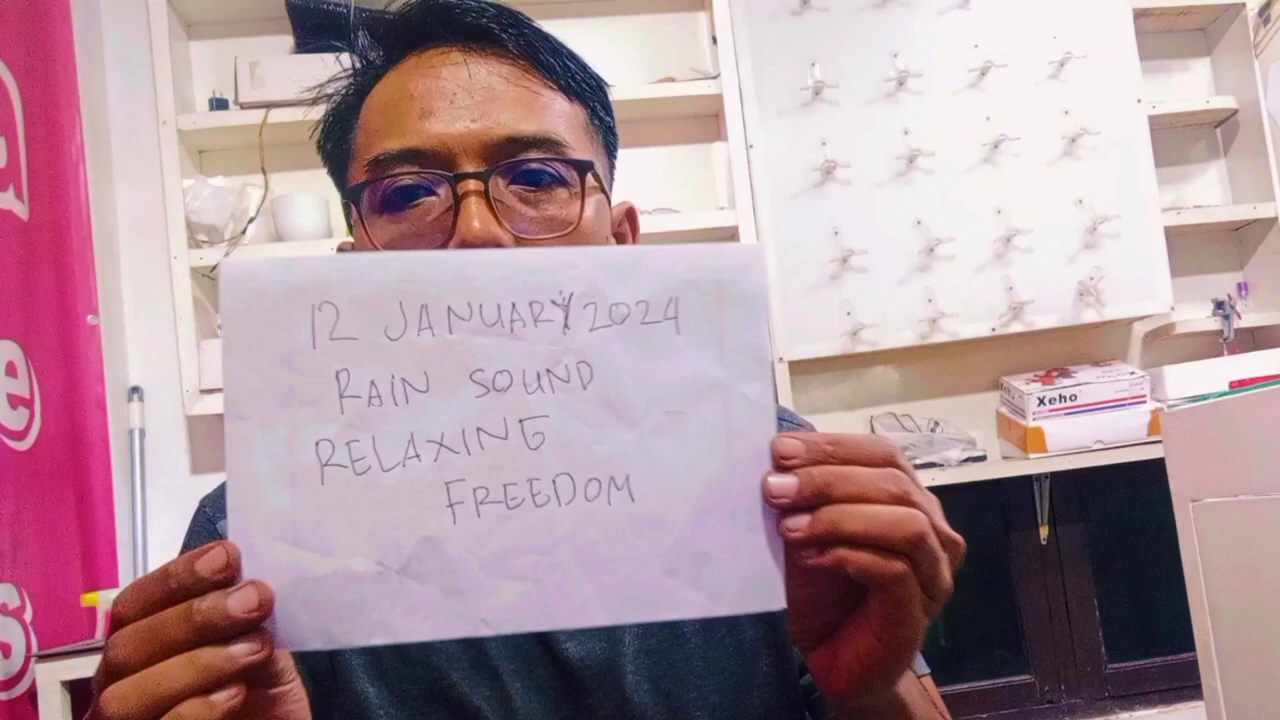 12 JANUARY 2024
RAIN SOUND
RELAXING
FREEDOM
Xeho
e
s